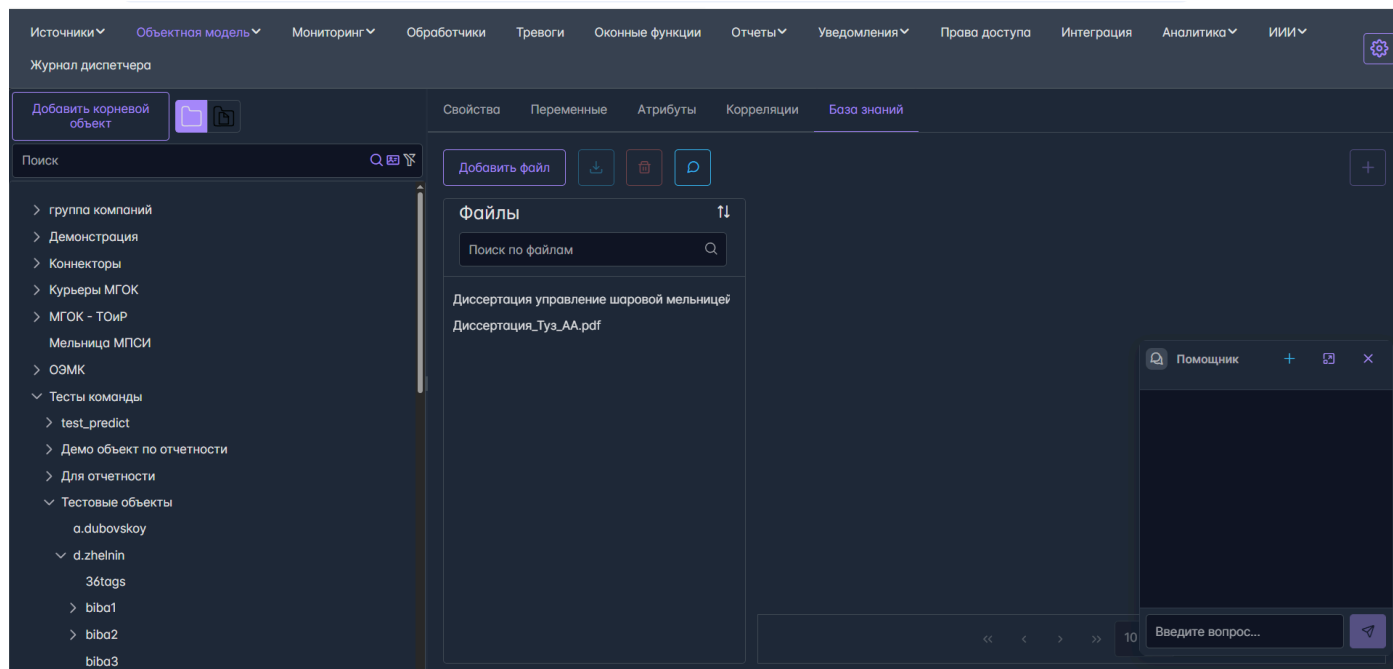 Источники Объектная модель Мониторинг Обработчики Тревоги Оконные функции Отчеты Уведомления Права доступа Интеграция Аналитика ИИИ
Журнал диспетчера
Добавить корневой
объект
Поиск
группа компаний
Демонстрация
Коннекторы
Курьеры МГОК
МГОК - ТОиР
Мельница МПСИ
ОЭМК
Тесты команды
test_predict
Демо объект по отчетности
Для отчетности
Тестовые объекты
a.dubovskoy
d.zhelnin
36tags
biba1
biba2
biba3
Свойства Переменные Атрибуты Корреляции База знаний
Добавить файл
Файлы
Поиск по файлам
Диссертация управление шаровой мельницей
Диссертация_Туз_АА.pdf
10
Помощник
Введите вопрос...